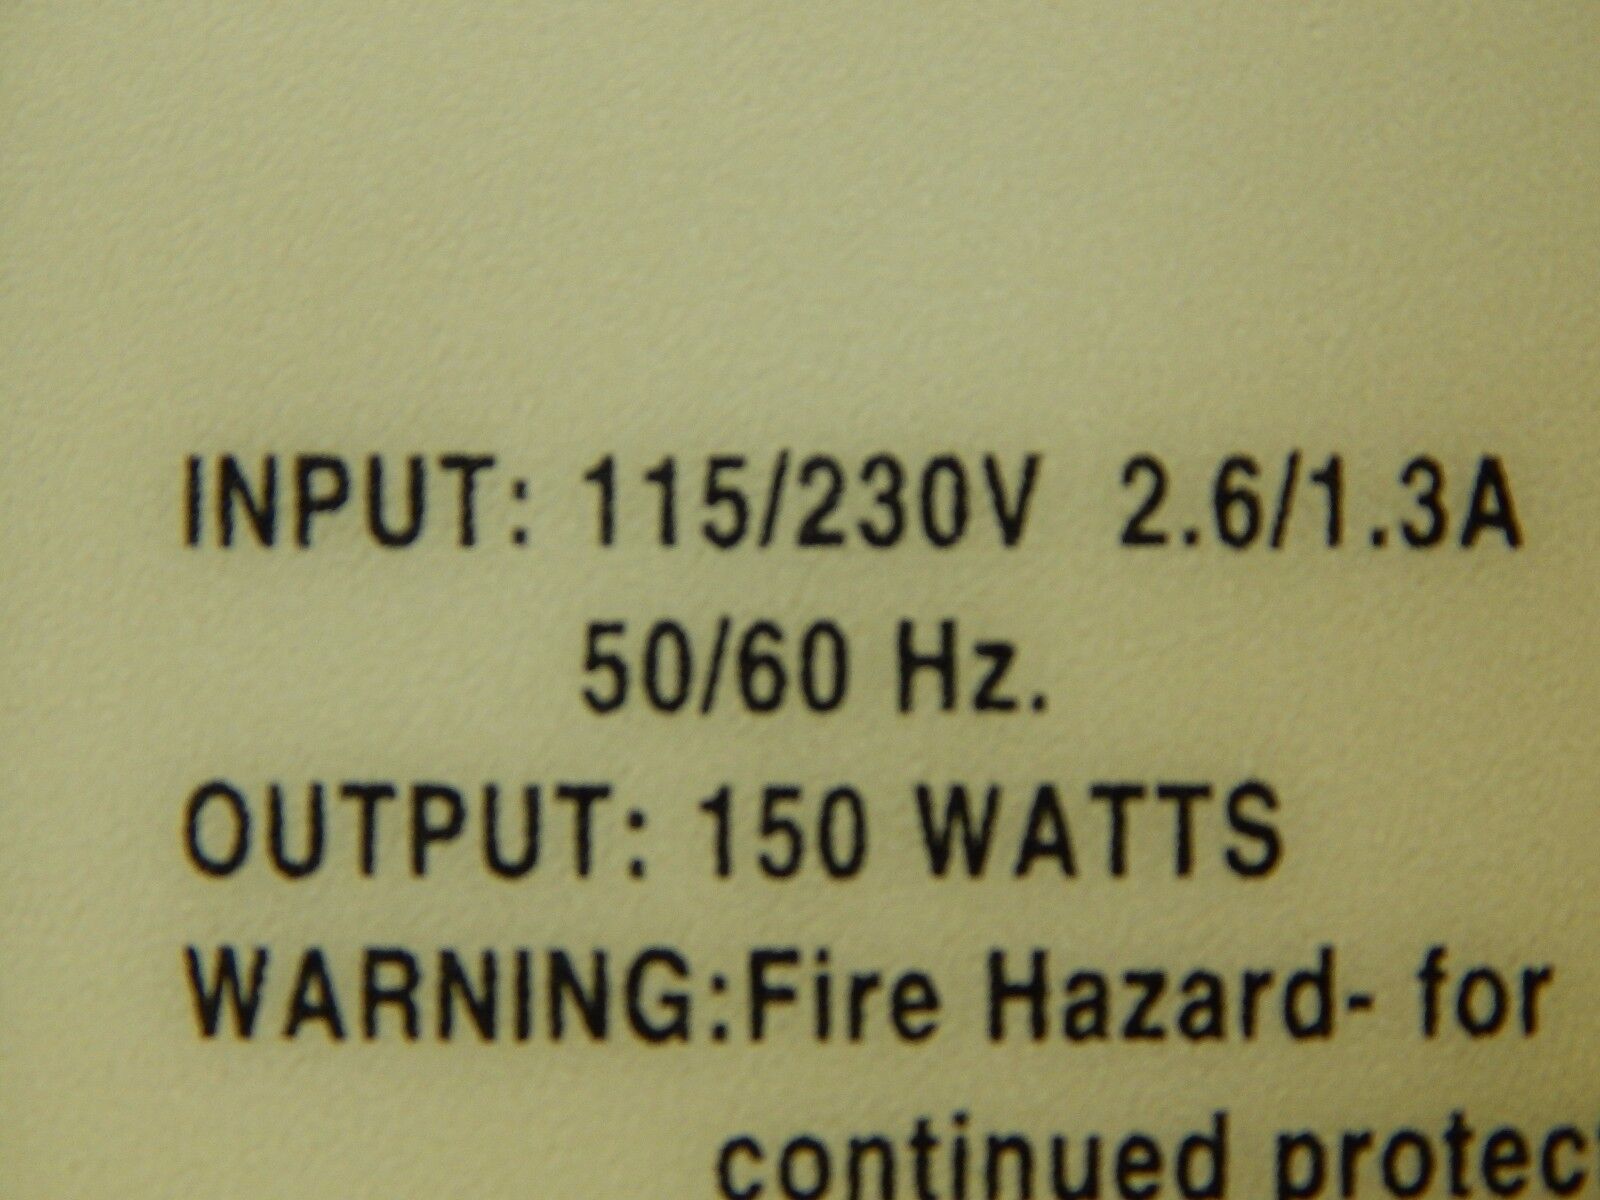 INPUT: 115/230V 2.6/1.3A
50/60 Hz.
OUTPUT: 150 WATTS
WARNING:Fire Hazard- for
continued protec